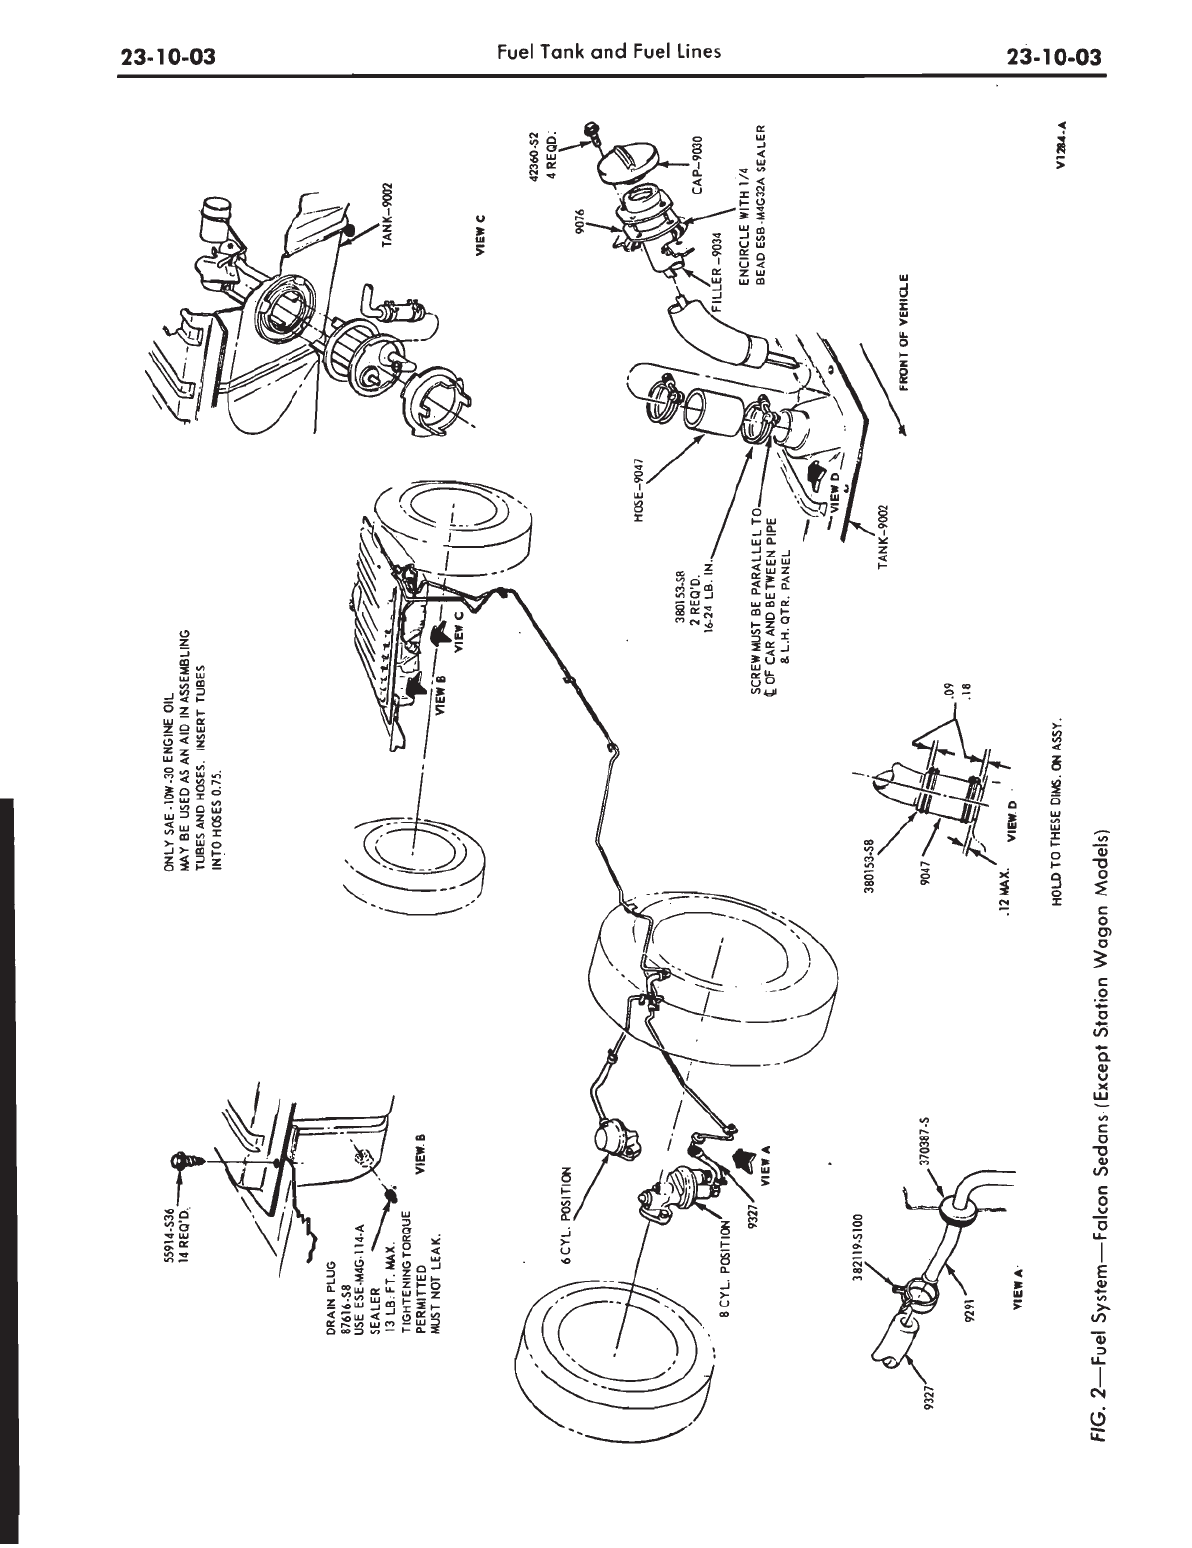 23-10-03
Fuel Tank and Fuel Lines
23-10-03
55914-S36
14 REQ'D.
DRAIN PLUG
87616-S8
USE ESE-M4G-114-A
SEALER
13 LB. FT. MAX.
TIGHTENING TORQUE
PERMITTED
MUST NOT LEAK.
VIEW B
ONLY SAE-10W-30 ENGINE OIL
MAY BE USED AS AN AID IN ASSEMBLING
TUBES AND HOSES. INSERT TUBES
INTO HOSES 0.75.
VIEW B
VIEW C
TANK-9002
VIEW C
6 CYL. POSITION
8 CYL. POSITION
9327
VIEW A
42360-S2
4 REQD.
9076
CAP-9030
FILLER-9034
ENCIRCLE WITH 1/4
BEAD ESB-M4G32A SEALER
HOSE-9047
380153-S8
2 REQ'D.
16-24 LB. IN.
SCREW MUST BE PARALLEL TO
℄ OF CAR AND BETWEEN PIPE
& L.H. QTR. PANEL
VIEW D
TANK-9002
FRONT OF VEHICLE
382119-S100
370387-S
9327
9291
VIEW A
380153-S8
9047
.12 MAX.
.09
.18
VIEW D
HOLD TO THESE DIMS. ON ASSY.
V1284-A
FIG. 2—Fuel System—Falcon Sedans (Except Station Wagon Models)